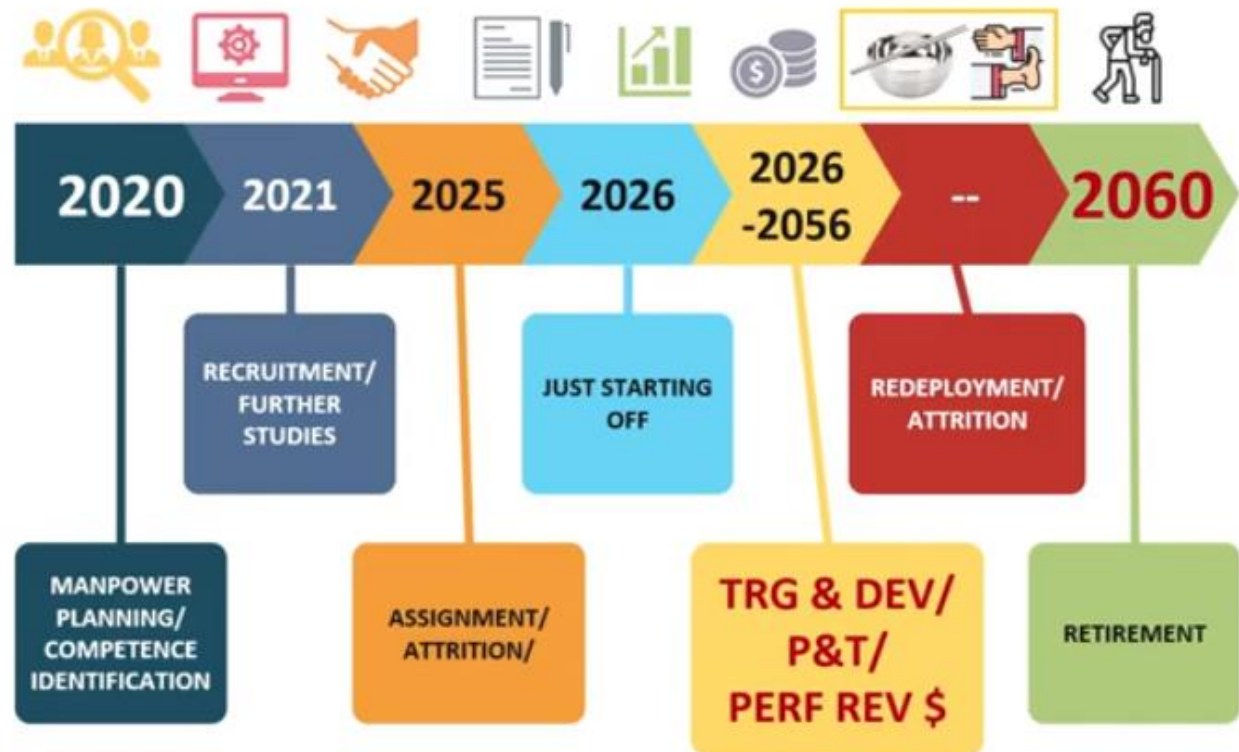 2020
2021
2025
2026
2026
-2056
--
2060
RECRUITMENT/
FURTHER
STUDIES
JUST STARTING
OFF
REDEPLOYMENT/
ATTRITION
MANPOWER
PLANNING/
COMPETENCE
IDENTIFICATION
ASSIGNMENT/
ATTRITION/
TRG & DEV/
P&T/
PERF REV $
RETIREMENT